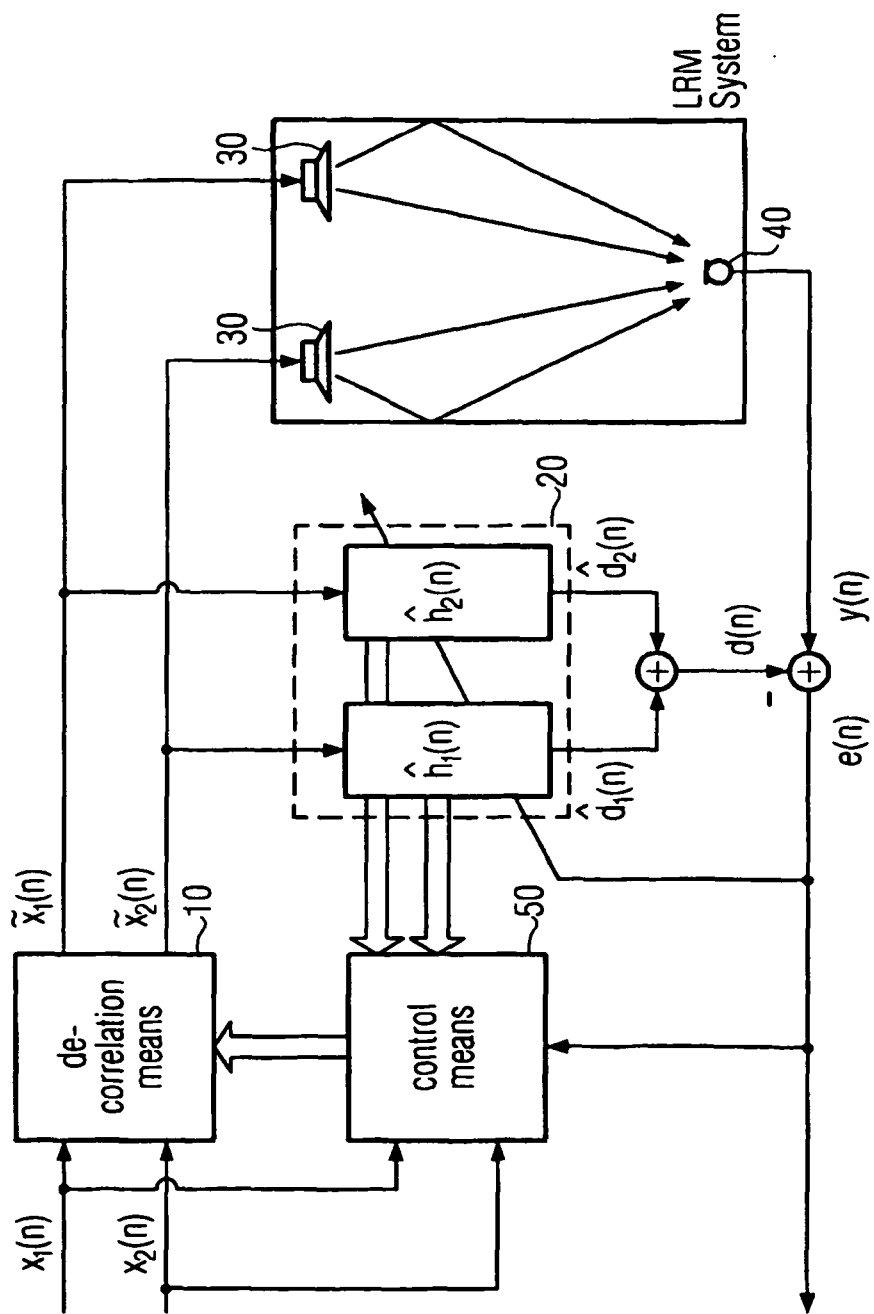 x₁(n)
x₂(n)
de-
correlation
means
10
x̃₁(n)
x̃₂(n)
control
means
50
ĥ₁(n)
ĥ₂(n)
20
d̂₁(n)
d̂₂(n)
d(n)
-
+
+
e(n)
y(n)
30
30
40
LRM
System